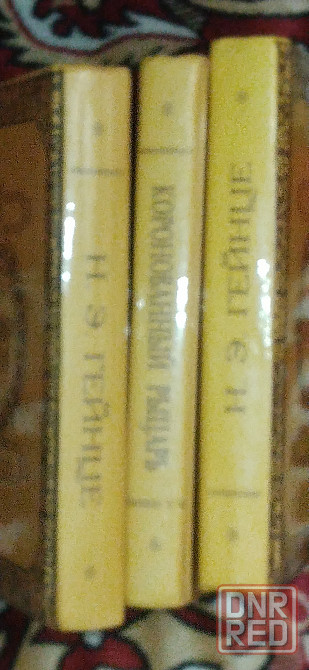 Н Э ГЕЙНЦЕ
КОРОНОВАННЫЙ РЫЦАРЬ
Н Э ГЕЙНЦЕ
DNR
RED